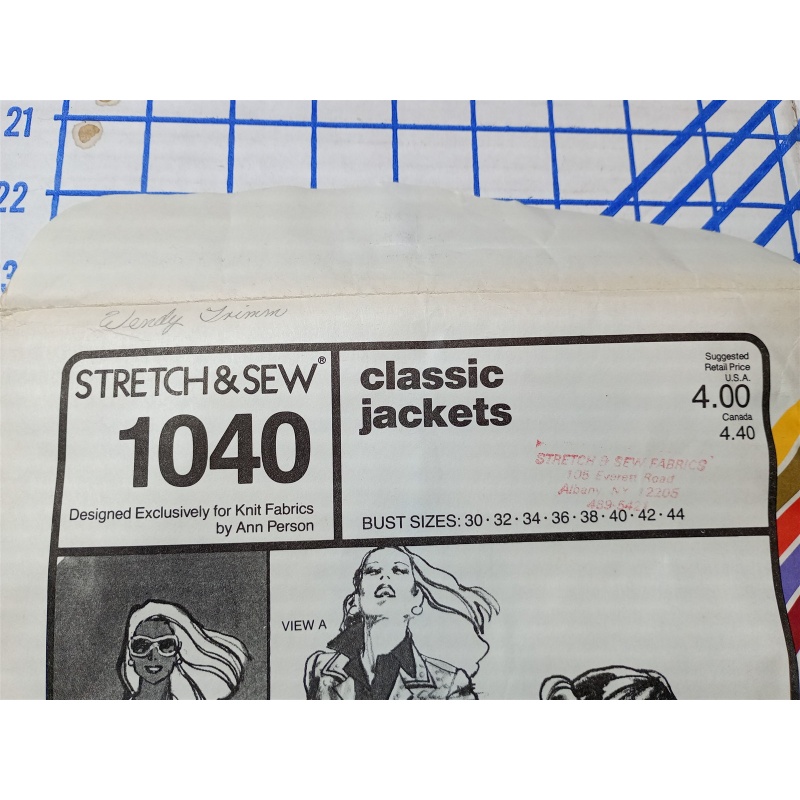 21
22
3
Wendy Trimm
STRETCH & SEW®
1040
Designed Exclusively for Knit Fabrics
by Ann Person
classic
jackets
Suggested
Retail Price
U.S.A.
4.00
Canada
4.40
STRETCH & SEW FABRICS
105 Everett Road
Albany NY 12205
BUST SIZES: 30 · 32 · 34 · 36 · 38 · 40 · 42 · 44
VIEW A